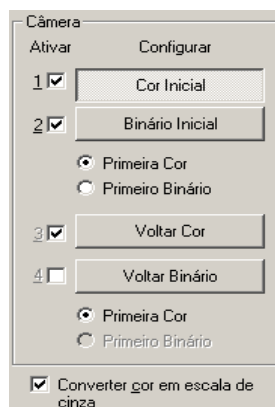 Câmera
Ativar Configurar
1 Cor Inicial
2 Binário Inicial
Primeira Cor
Primeiro Binário
3 Voltar Cor
4 Voltar Binário
Primeira Cor
Primeiro Binário
Converter cor em escala de
cinza